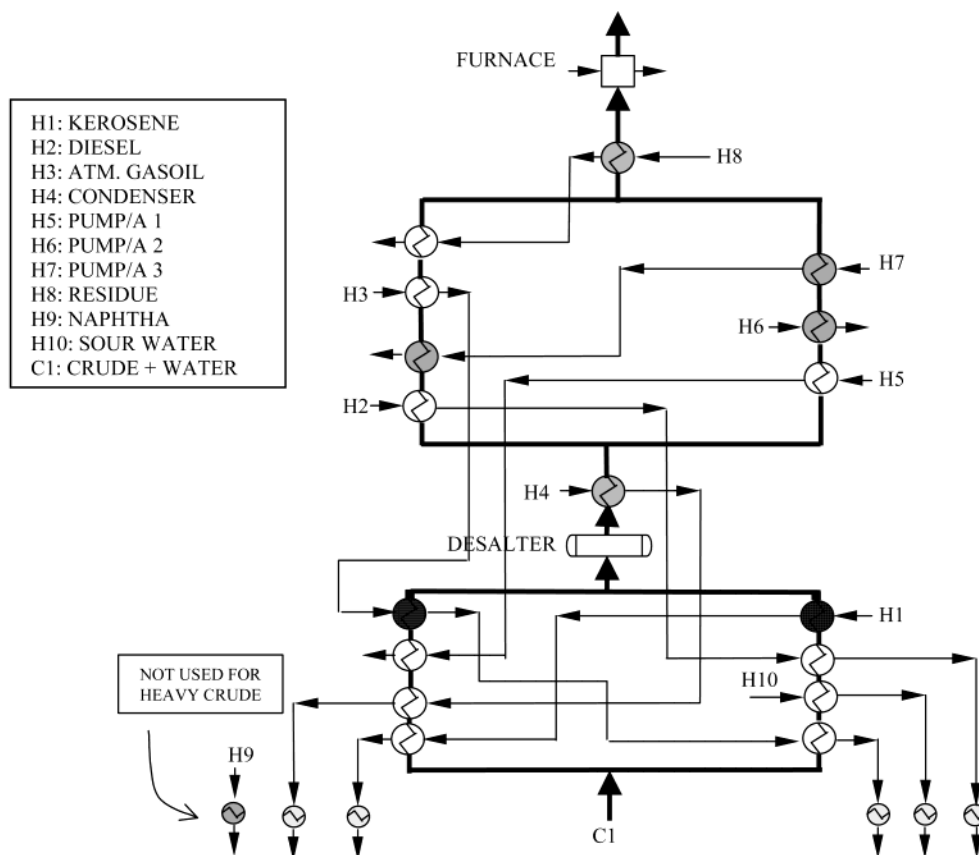 FURNACE
H8
H1: KEROSENE
H2: DIESEL
H3: ATM. GASOIL
H4: CONDENSER
H5: PUMP/A 1
H6: PUMP/A 2
H7: PUMP/A 3
H8: RESIDUE
H9: NAPHTHA
H10: SOUR WATER
C1: CRUDE + WATER
H7
H3
H6
H5
H2
H4
DESALTER
H1
NOT USED FOR
HEAVY CRUDE
H10
H9
C1